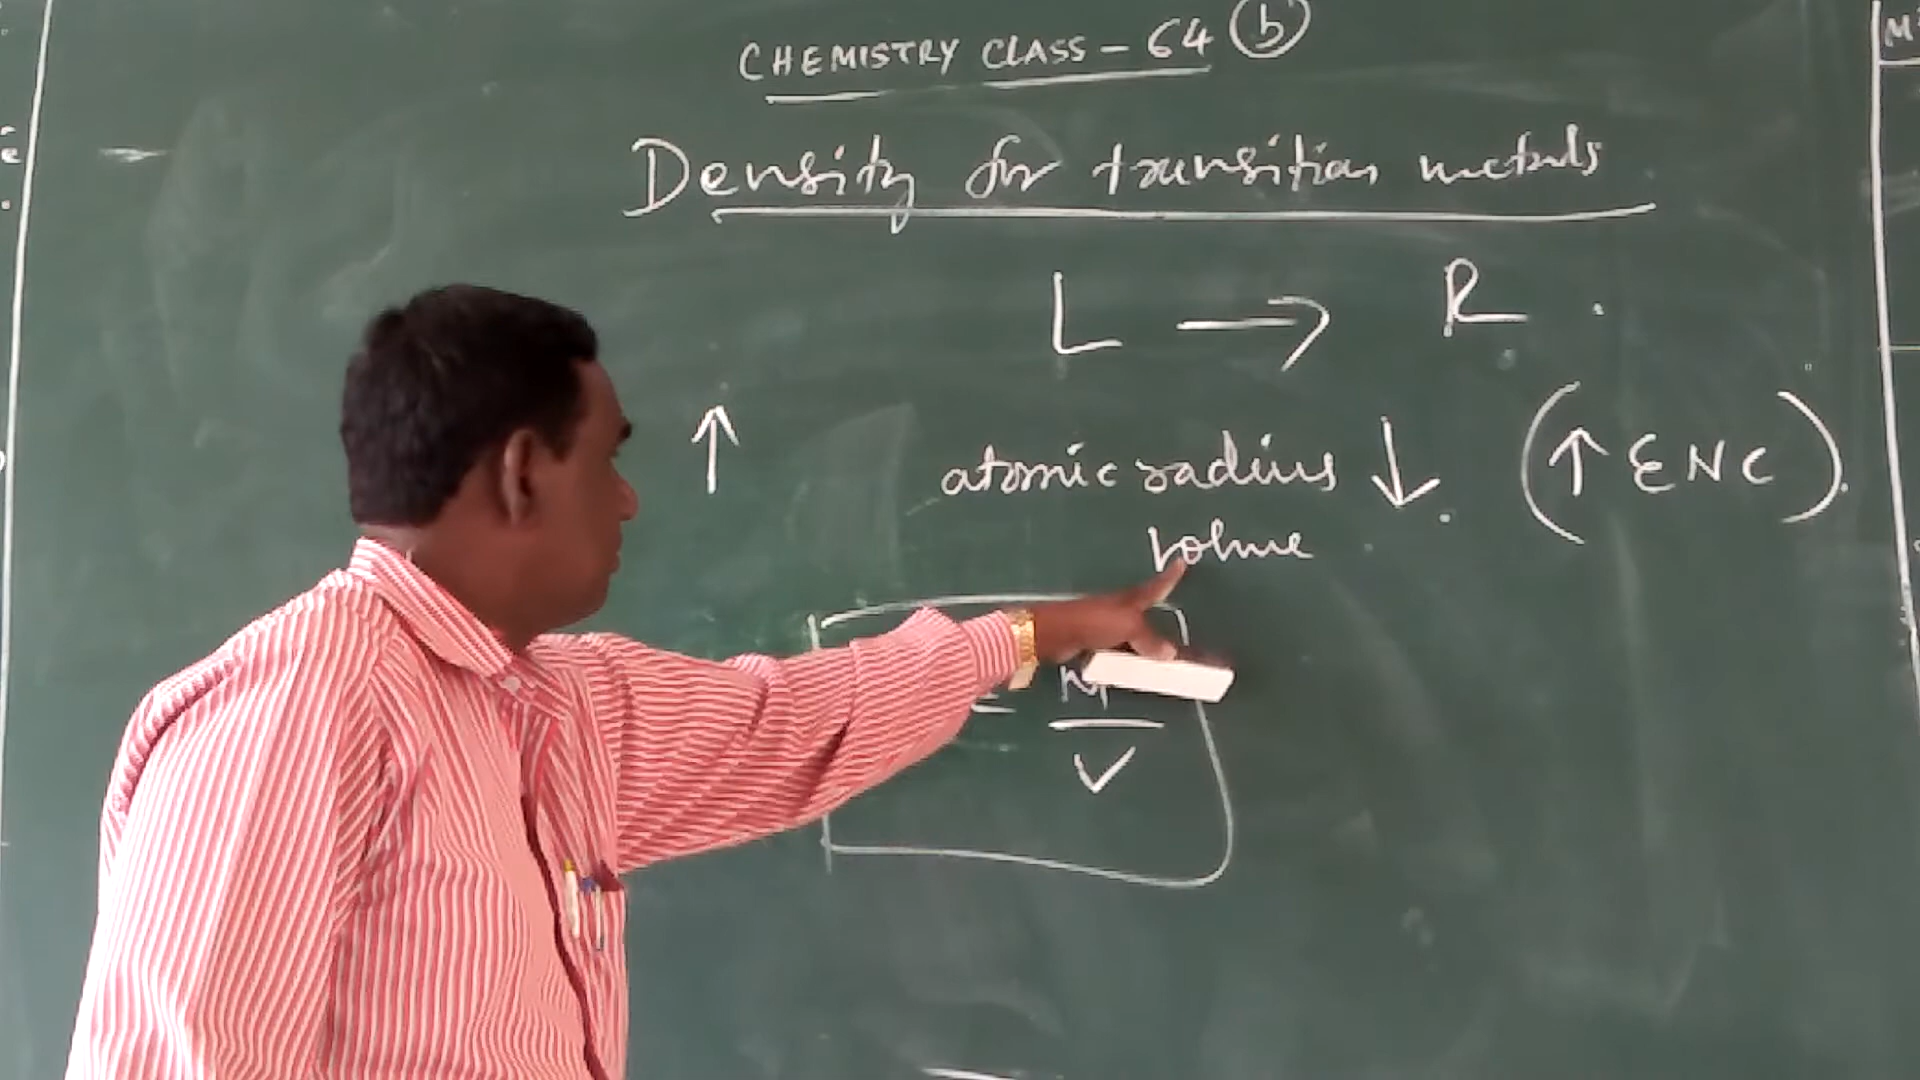 CHEMISTRY CLASS - 64 (b)
Density for transition metals
L → R .
↑ atomic radius ↓ . (↑ ENC).
volume
= M
V